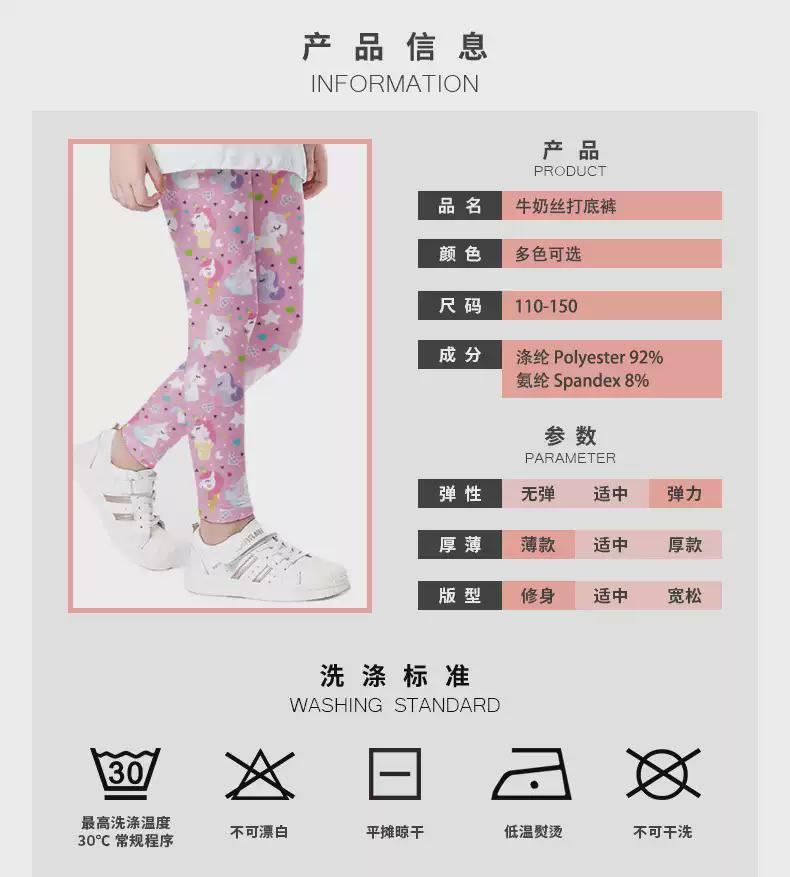 产品信息
INFORMATION
产品
PRODUCT
品名 牛奶丝打底裤
颜色 多色可选
尺码 110-150
成分 涤纶 Polyester 92%
氨纶 Spandex 8%
参数
PARAMETER
弹性 无弹 适中 弹力
厚薄 薄款 适中 厚款
版型 修身 适中 宽松
洗涤标准
WASHING STANDARD
30
最高洗涤温度
30℃ 常规程序
不可漂白
平摊晾干
低温熨烫
不可干洗